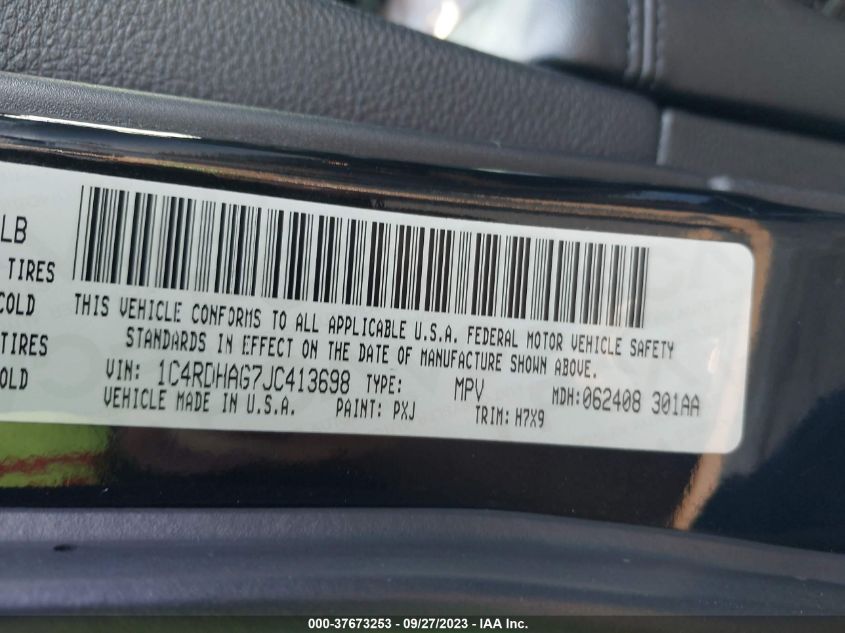 LB
TIRES
COLD
TIRES
OLD
THIS VEHICLE CONFORMS TO ALL APPLICABLE U.S.A. FEDERAL MOTOR VEHICLE SAFETY
STANDARDS IN EFFECT ON THE DATE OF MANUFACTURE SHOWN ABOVE.
VIN: 1C4RDHAG7JC413698 TYPE: MPV MDH:062408 301AA
VEHICLE MADE IN U.S.A. PAINT: PXJ TRIM: H7X9
000-37673253 – 09/27/2023 – IAA Inc.